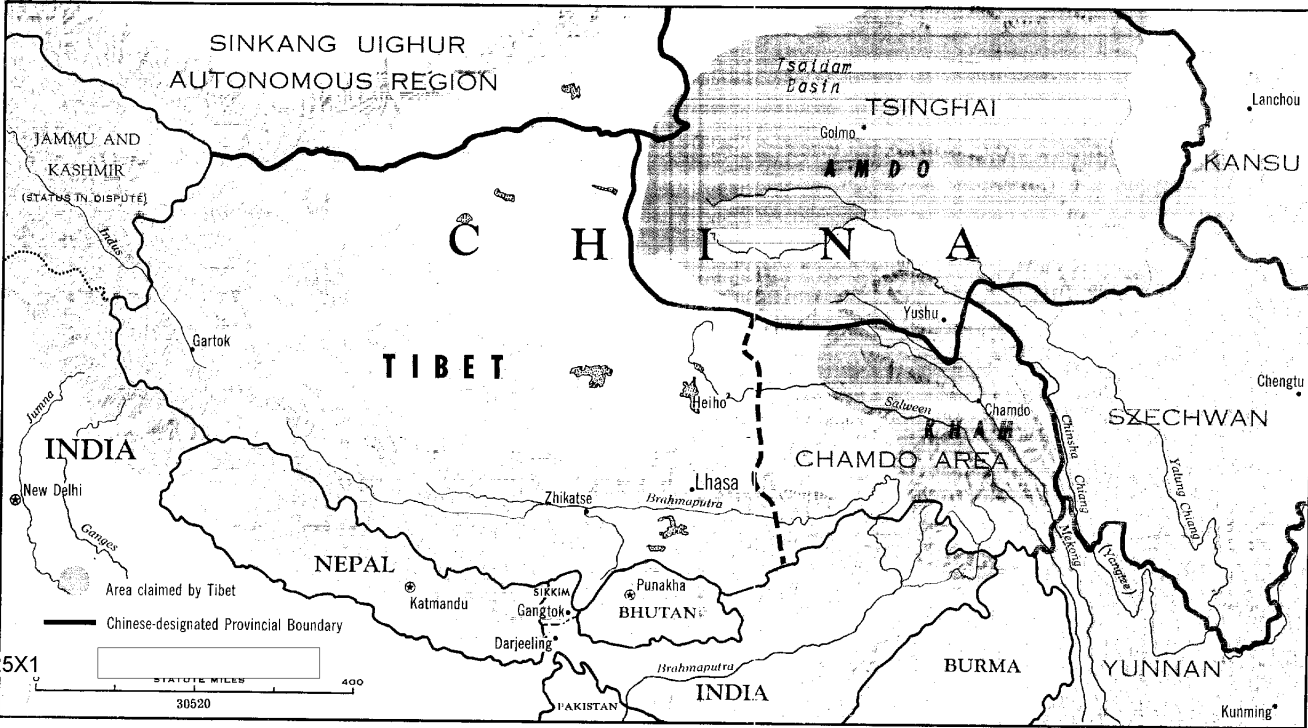 SINKANG UIGHUR
AUTONOMOUS REGION
Tsaidam
Basin
TSINGHAI
Lanchou
Golmo
JAMMU AND
KASHMIR
(STATUS IN DISPUTE)
KANSU
AMDO
Indus
C H I N A
Yushu
Gartok
TIBET
Chengtu
Jumna
Heiho
Salween
Chamdo
KHAM
SZECHWAN
Chinsha
Chiang
INDIA
CHAMDO AREA
Yalung Chiang
New Delhi
Lhasa
Zhikatse
Brahmaputra
Ganges
Mekong
(Yangtze)
NEPAL
Area claimed by Tibet
Katmandu
SIKKIM
Punakha
Gangtok
BHUTAN
Chinese-designated Provincial Boundary
Darjeeling
25X1
Brahmaputra
BURMA
YUNNAN
STATUTE MILES
0
400
INDIA
30520
PAKISTAN
Kunming